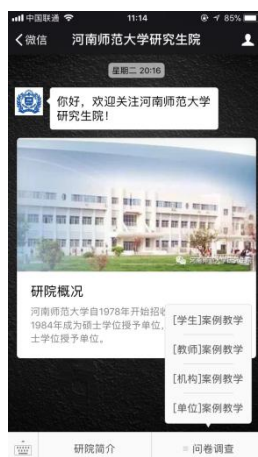 中国联通 11:14 85%
微信 河南师范大学研究生院
星期二 20:16
你好，欢迎关注河南师范大学
研究生院！
研院概况
河南师范大学自1978年开始招收
1984年成为硕士学位授予单位，
士学位授予单位。
[学生]案例教学
[教师]案例教学
[机构]案例教学
[单位]案例教学
研院简介
问卷调查